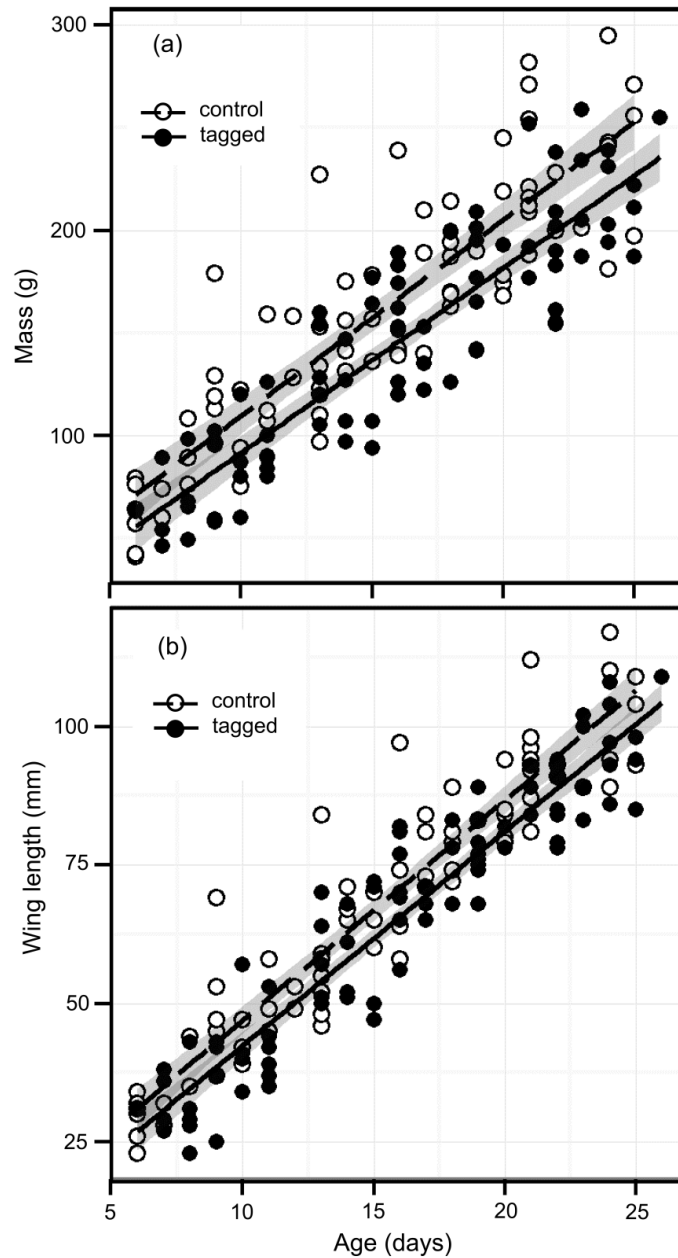 300
(a)
control
tagged
200
Mass (g)
100
(b)
control
tagged
100
Wing length (mm)
75
50
25
5 10 15 20 25
Age (days)